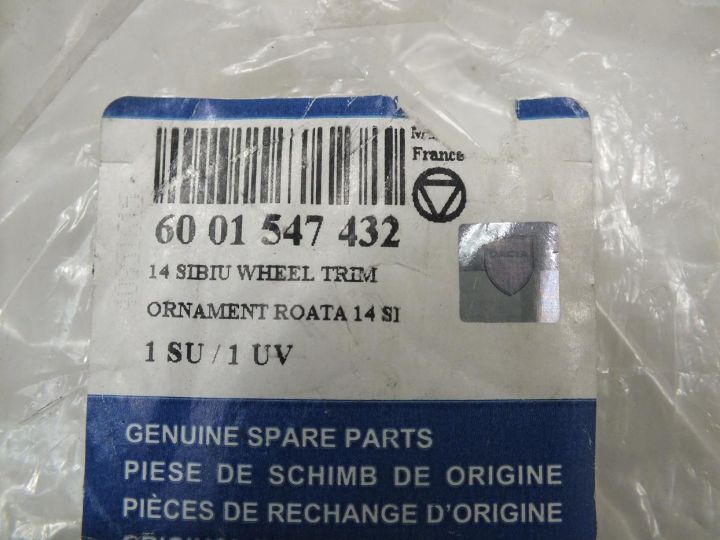 France
60 01 547 432
14 SIBIU WHEEL TRIM
ORNAMENT ROATA 14 SI
1 SU / 1 UV
DACIA
GENUINE SPARE PARTS
PIESE DE SCHIMB DE ORIGINE
PIÈCES DE RECHANGE D'ORIGINE